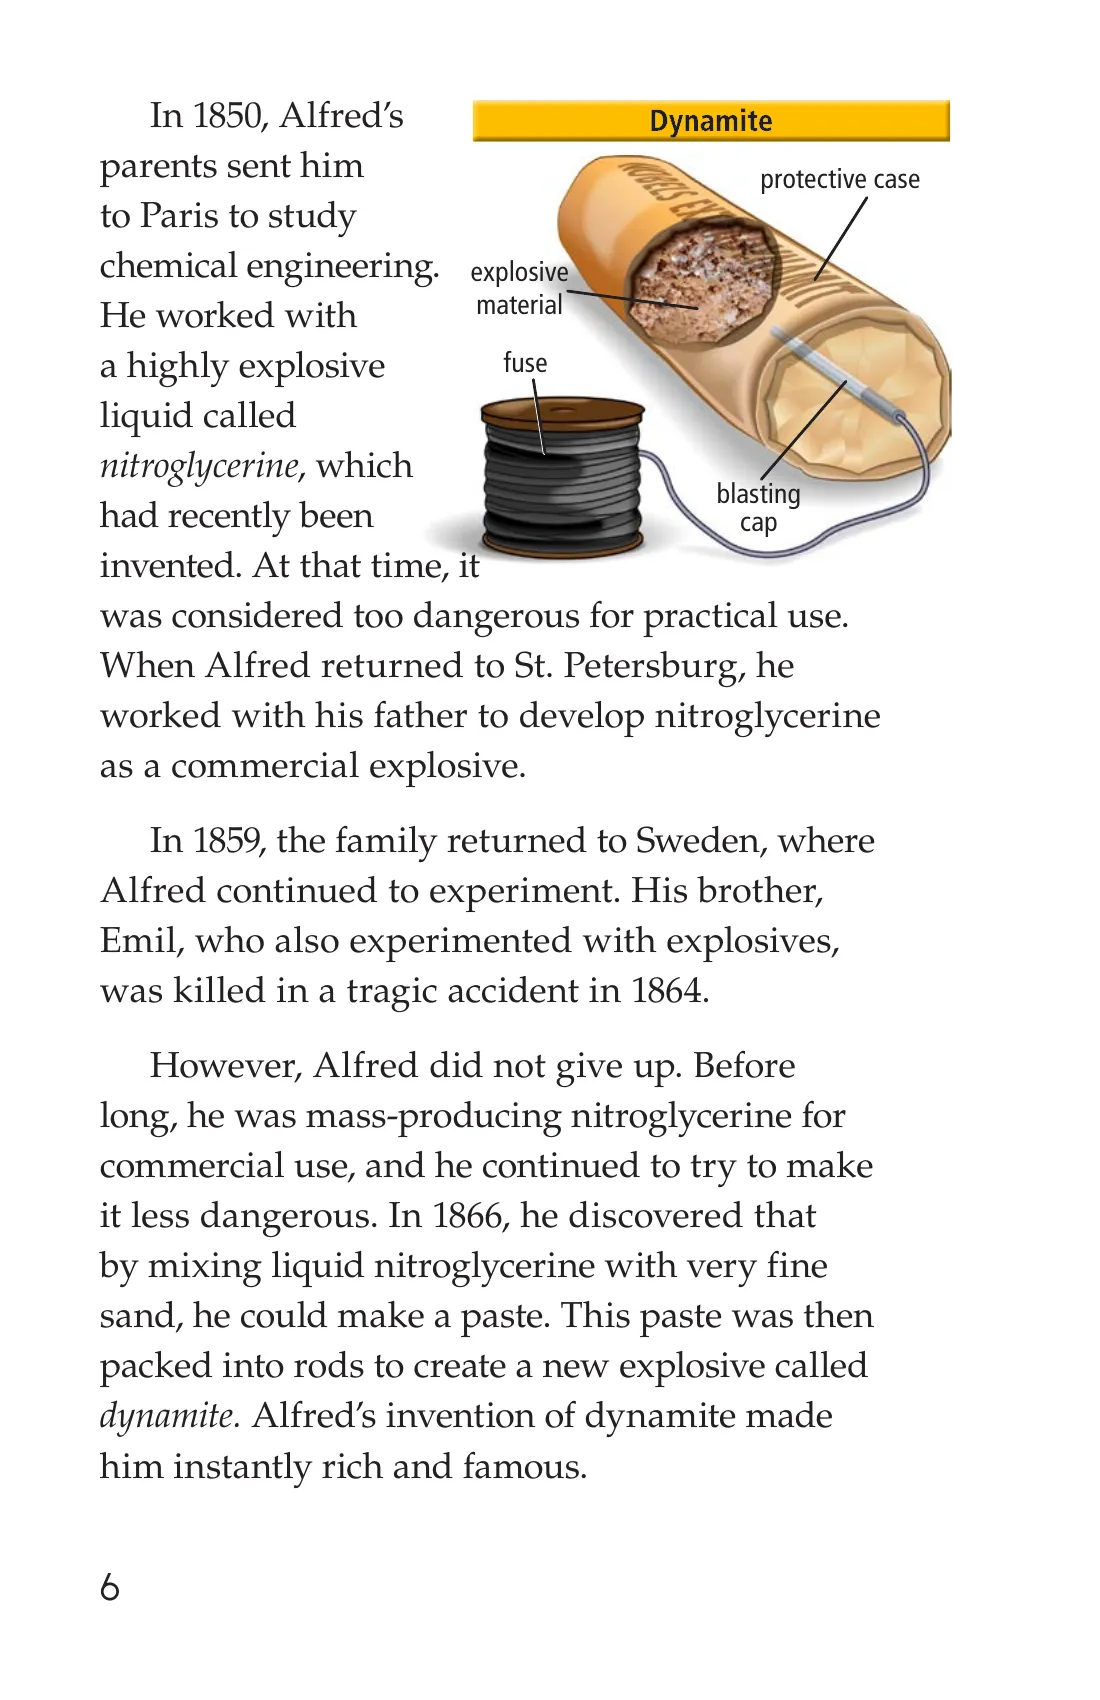 In 1850, Alfred’s
parents sent him
to Paris to study
chemical engineering.
He worked with
a highly explosive
liquid called
nitroglycerine, which
had recently been
invented. At that time, it
was considered too dangerous for practical use.
When Alfred returned to St. Petersburg, he
worked with his father to develop nitroglycerine
as a commercial explosive.
Dynamite
protective case
explosive
material
fuse
blasting
cap
NOBELS EX
In 1859, the family returned to Sweden, where
Alfred continued to experiment. His brother,
Emil, who also experimented with explosives,
was killed in a tragic accident in 1864.
However, Alfred did not give up. Before
long, he was mass-producing nitroglycerine for
commercial use, and he continued to try to make
it less dangerous. In 1866, he discovered that
by mixing liquid nitroglycerine with very fine
sand, he could make a paste. This paste was then
packed into rods to create a new explosive called
dynamite. Alfred’s invention of dynamite made
him instantly rich and famous.
6